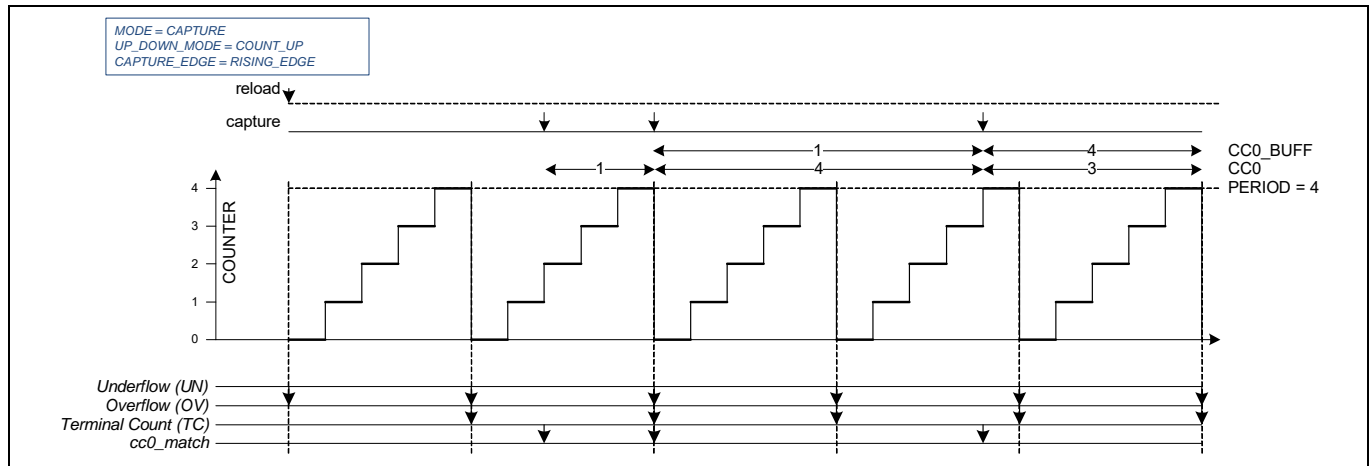 MODE = CAPTURE
UP_DOWN_MODE = COUNT_UP
CAPTURE_EDGE = RISING_EDGE
reload
capture
1 4 CC0_BUFF
1 4 3 CC0
4 PERIOD = 4
3
2
1
0
COUNTER
Underflow (UN)
Overflow (OV)
Terminal Count (TC)
cc0_match